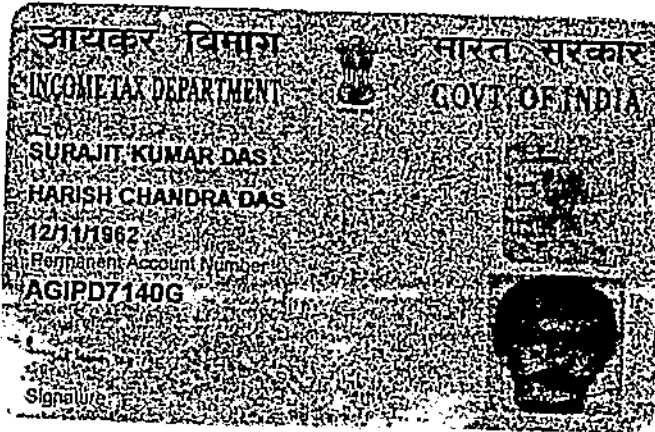 आयकर विभाग
भारत सरकार
INCOME TAX DEPARTMENT
GOVT. OF INDIA
SURAJIT KUMAR DAS
HARISH CHANDRA DAS
12/11/1962
Permanent Account Number
AGIPD7140G
Signature